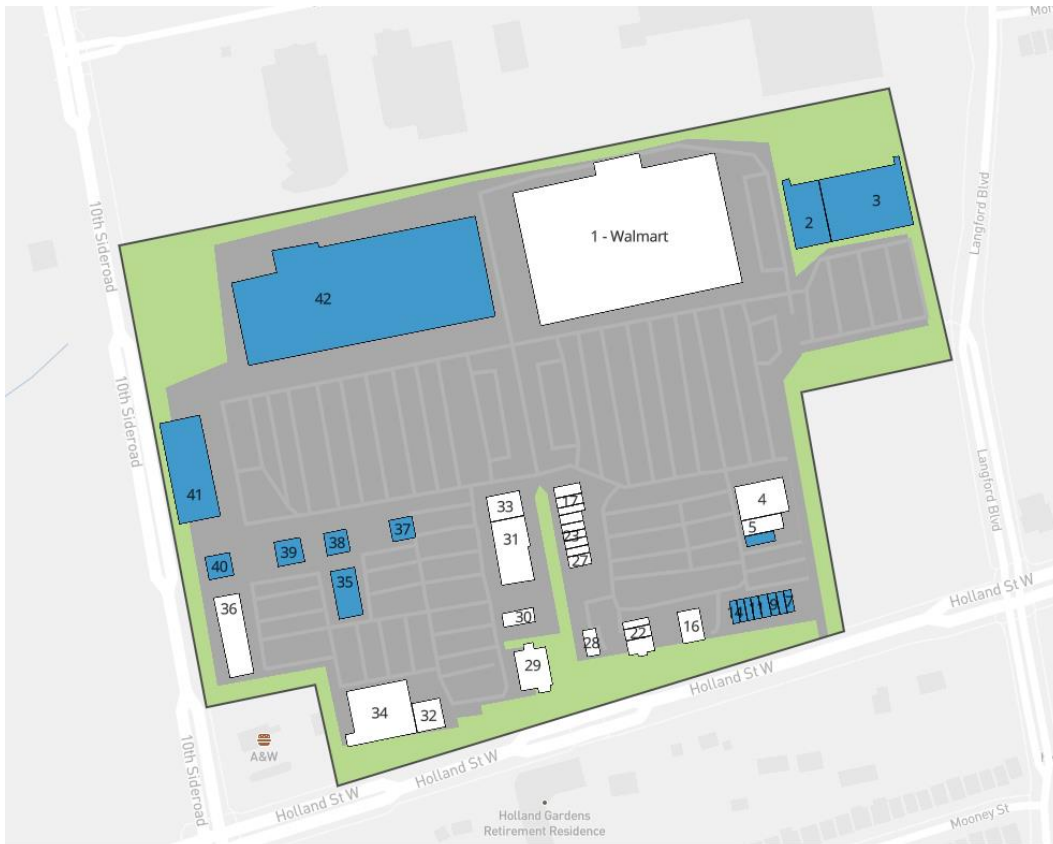 10th Sideroad
Langford Blvd
1 - Walmart
2
3
42
10th Sideroad
41
4
5
33
31
17
23
27
Langford Blvd
37
38
39
40
35
36
30
29
28
22
16
14
11
9
7
Holland St W
34
32
Holland St W
Holland St W
Holland St W
10th Sideroad
A&W
Holland Gardens
Retirement Residence
Mooney St